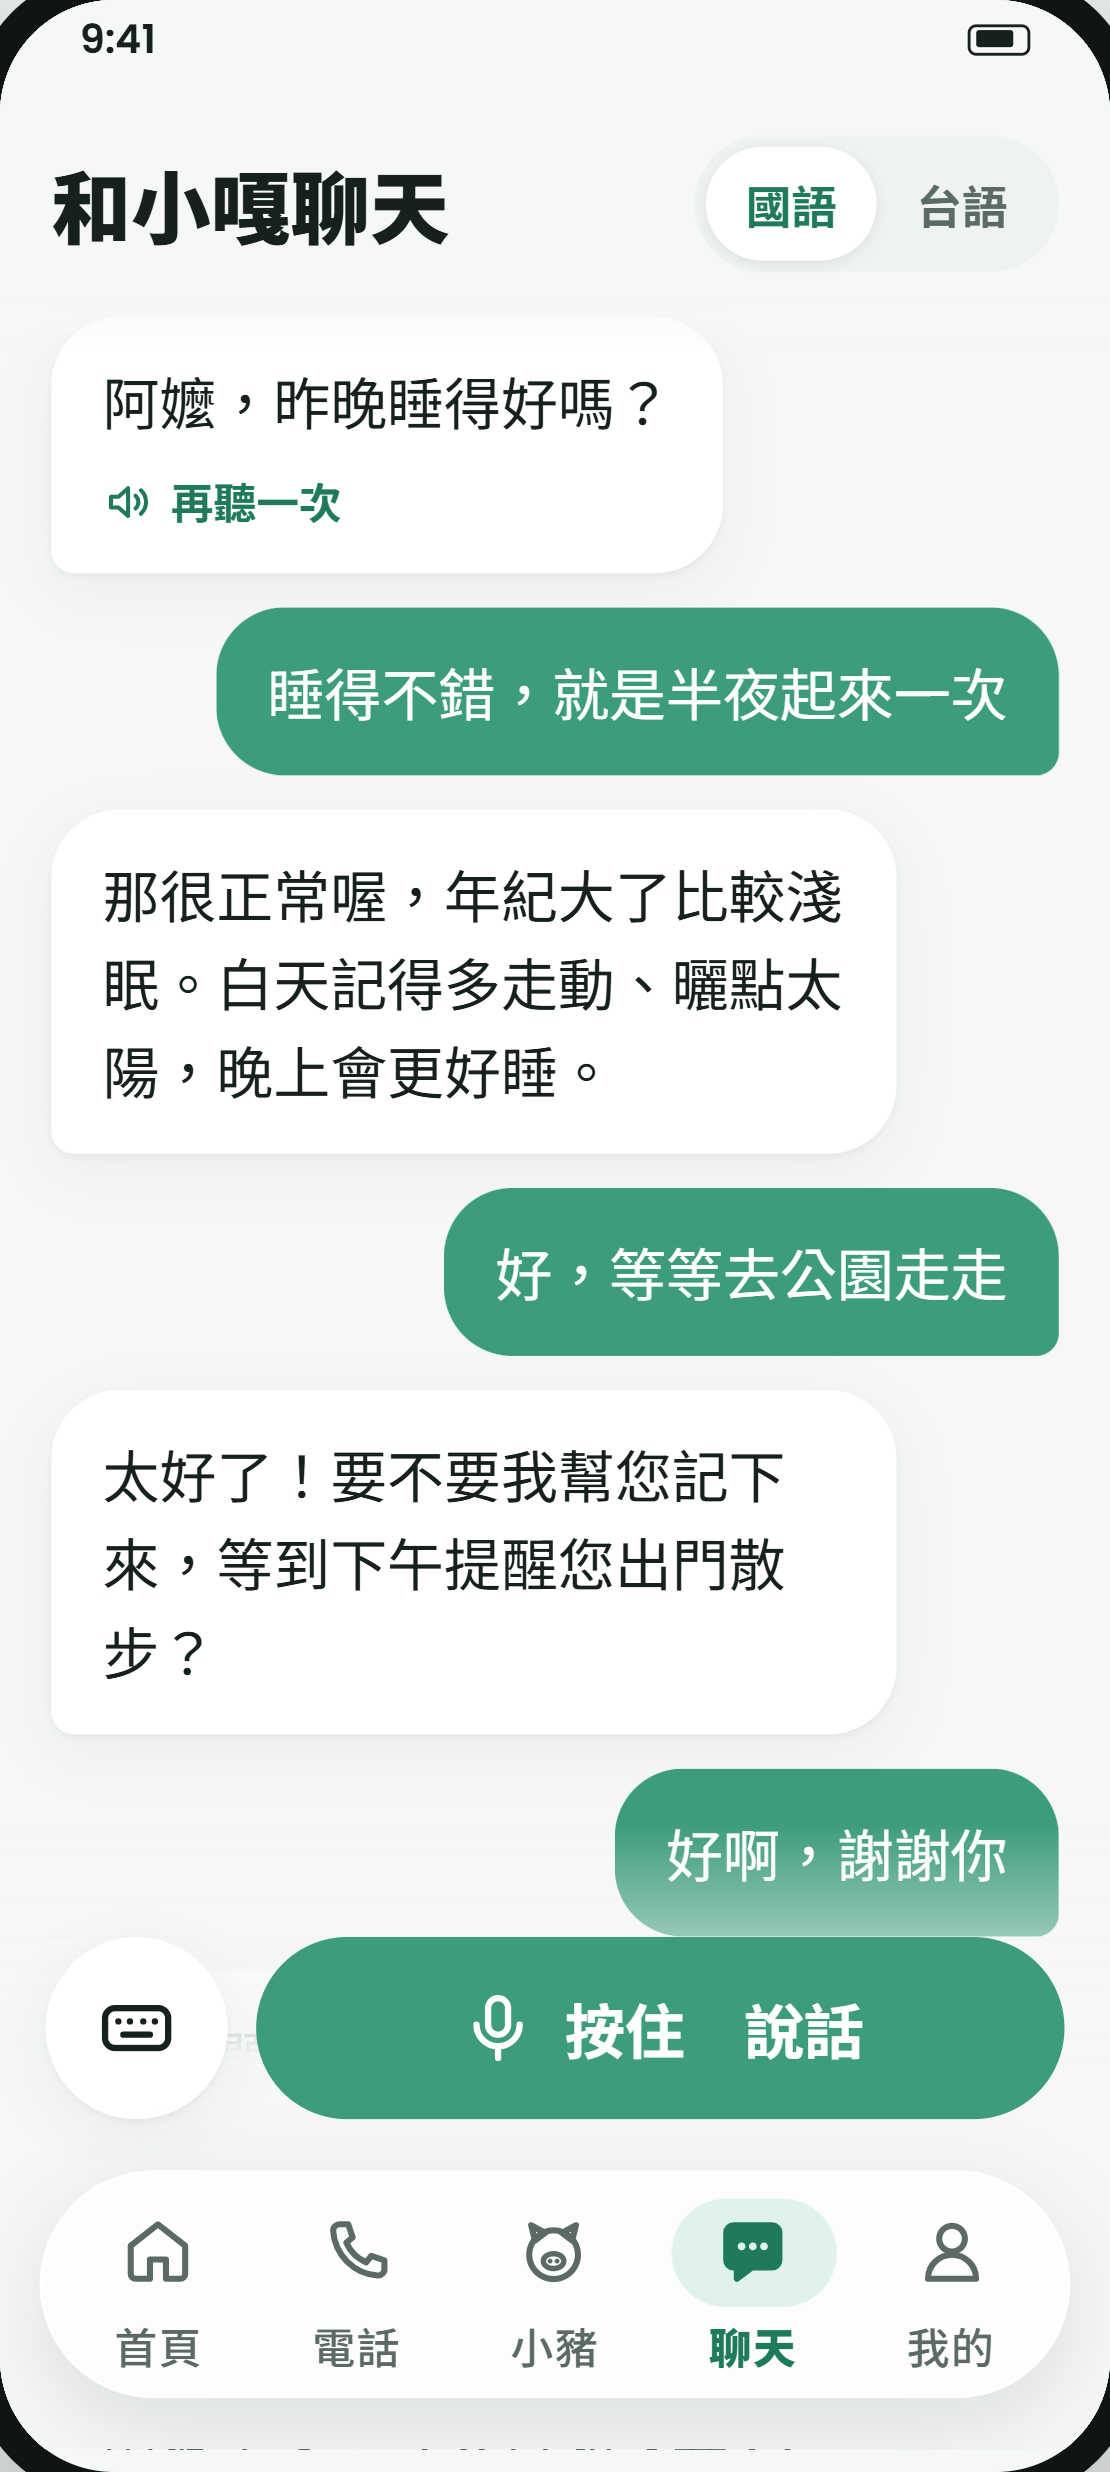 9:41
和小嘎聊天
國語
台語
阿嬤，昨晚睡得好嗎？
再聽一次
睡得不錯，就是半夜起來一次
那很正常喔，年紀大了比較淺
眠。白天記得多走動、曬點太
陽，晚上會更好睡。
好，等等去公園走走
太好了！要不要我幫您記下
來，等到下午提醒您出門散
步？
好啊，謝謝你
按住　說話
首頁
電話
小豬
聊天
我的